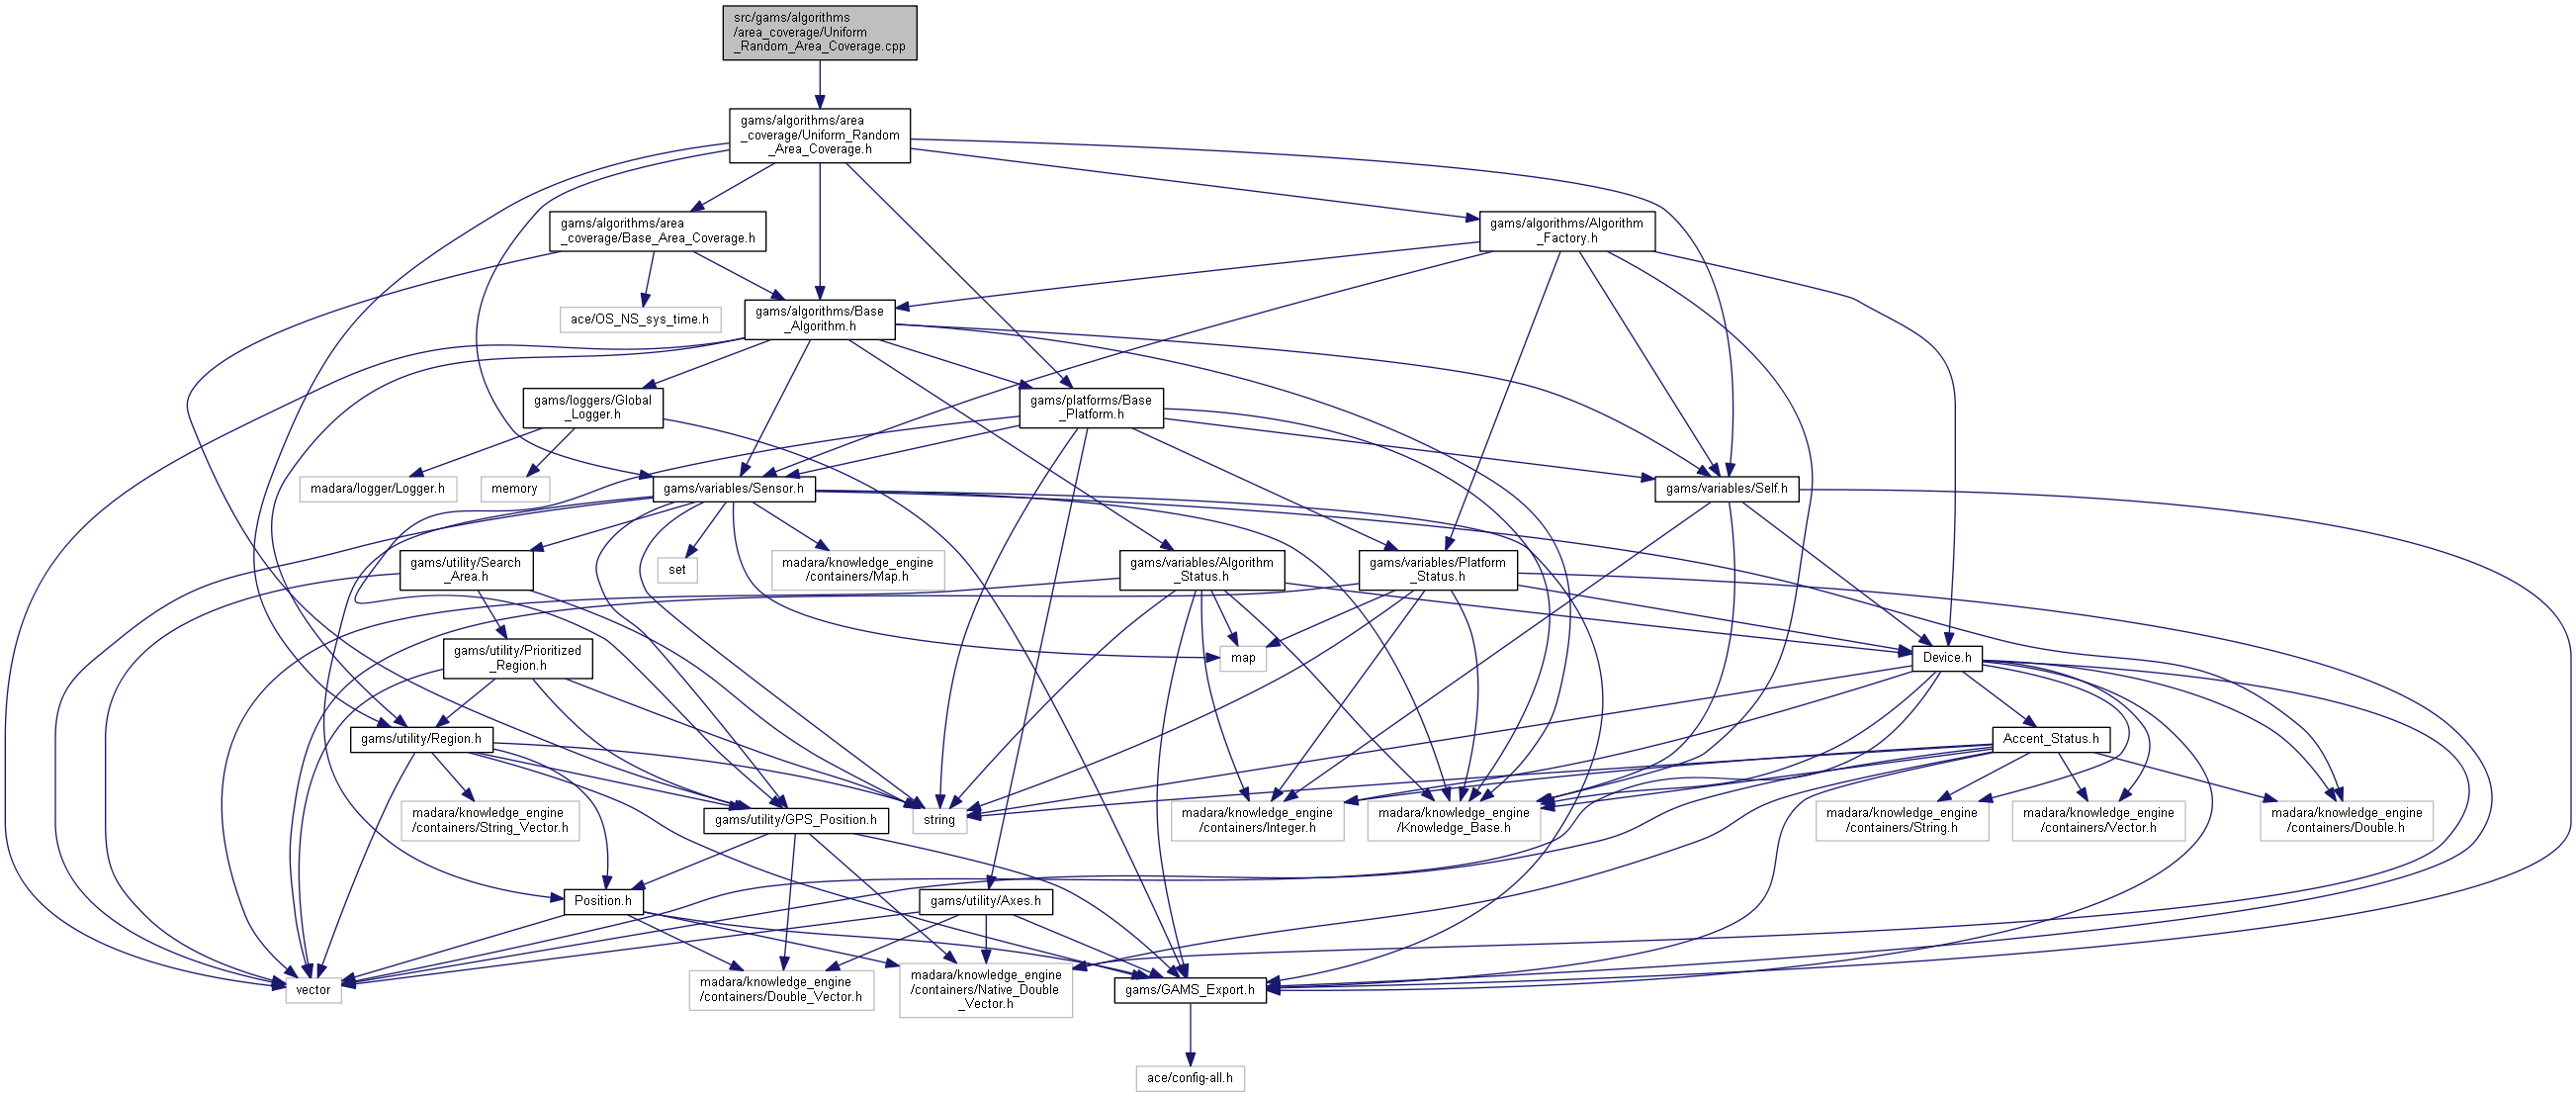 src/gams/algorithms
/area_coverage/Uniform
_Random_Area_Coverage.cpp
gams/algorithms/area
_coverage/Uniform_Random
_Area_Coverage.h
gams/algorithms/area
_coverage/Base_Area_Coverage.h
gams/algorithms/Algorithm
_Factory.h
ace/OS_NS_sys_time.h
gams/algorithms/Base
_Algorithm.h
gams/loggers/Global
_Logger.h
gams/platforms/Base
_Platform.h
madara/logger/Logger.h
memory
gams/variables/Sensor.h
gams/variables/Self.h
gams/utility/Search
_Area.h
set
madara/knowledge_engine
/containers/Map.h
gams/variables/Algorithm
_Status.h
gams/variables/Platform
_Status.h
gams/utility/Prioritized
_Region.h
map
Device.h
gams/utility/Region.h
Accent_Status.h
madara/knowledge_engine
/containers/String_Vector.h
gams/utility/GPS_Position.h
string
madara/knowledge_engine
/containers/Integer.h
madara/knowledge_engine
/Knowledge_Base.h
madara/knowledge_engine
/containers/String.h
madara/knowledge_engine
/containers/Vector.h
madara/knowledge_engine
/containers/Double.h
Position.h
gams/utility/Axes.h
vector
madara/knowledge_engine
/containers/Double_Vector.h
madara/knowledge_engine
/containers/Native_Double
_Vector.h
gams/GAMS_Export.h
ace/config-all.h